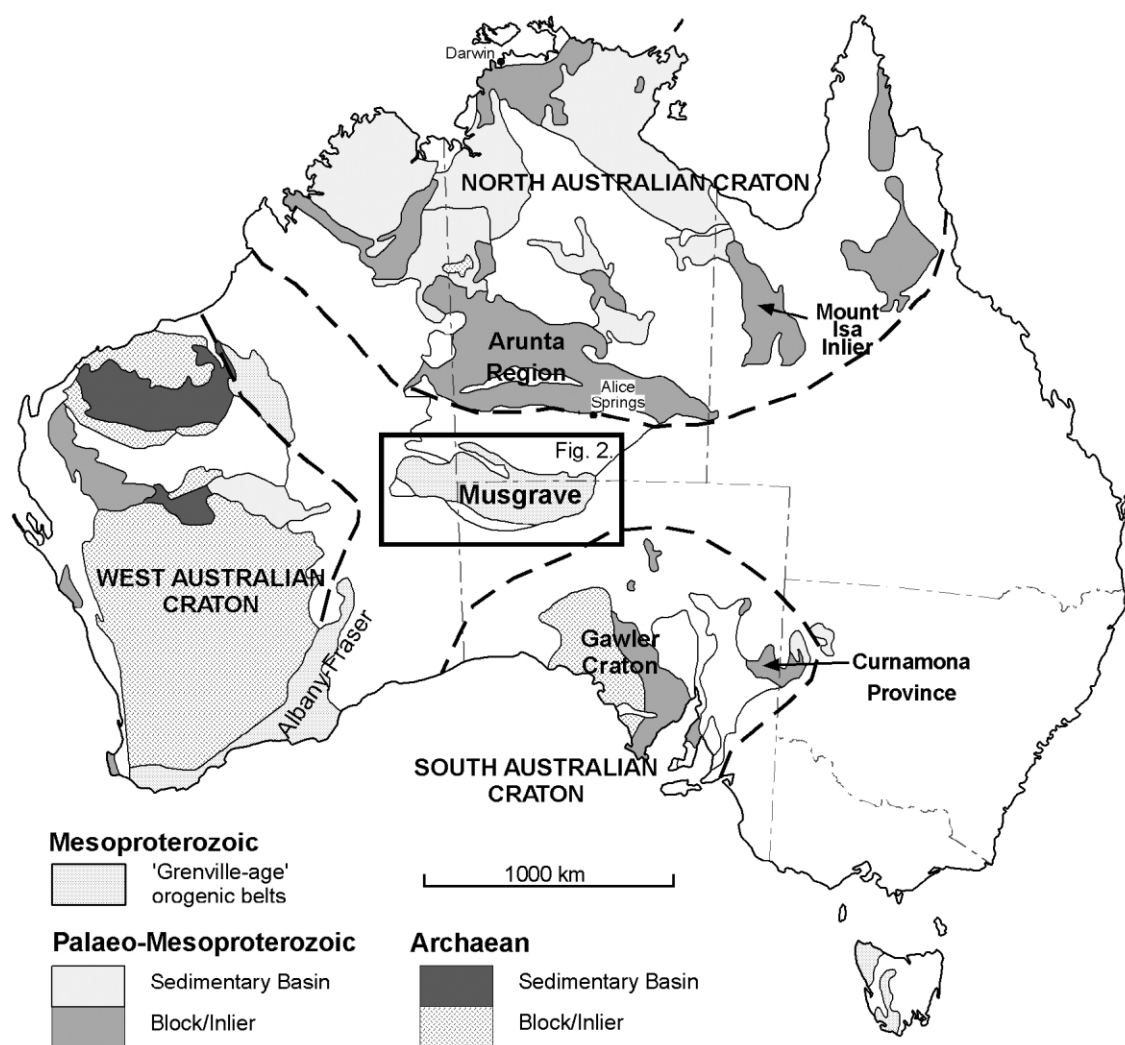 Darwin
NORTH AUSTRALIAN CRATON
Mount
Isa
Inlier
Arunta
Region
Alice
Springs
Fig. 2.
Musgrave
WEST AUSTRALIAN
CRATON
Albany-Fraser
Gawler
Craton
Curnamona
Province
SOUTH AUSTRALIAN
CRATON
Mesoproterozoic
'Grenville-age'
orogenic belts
1000 km
Palaeo-Mesoproterozoic
Sedimentary Basin
Block/Inlier
Archaean
Sedimentary Basin
Block/Inlier